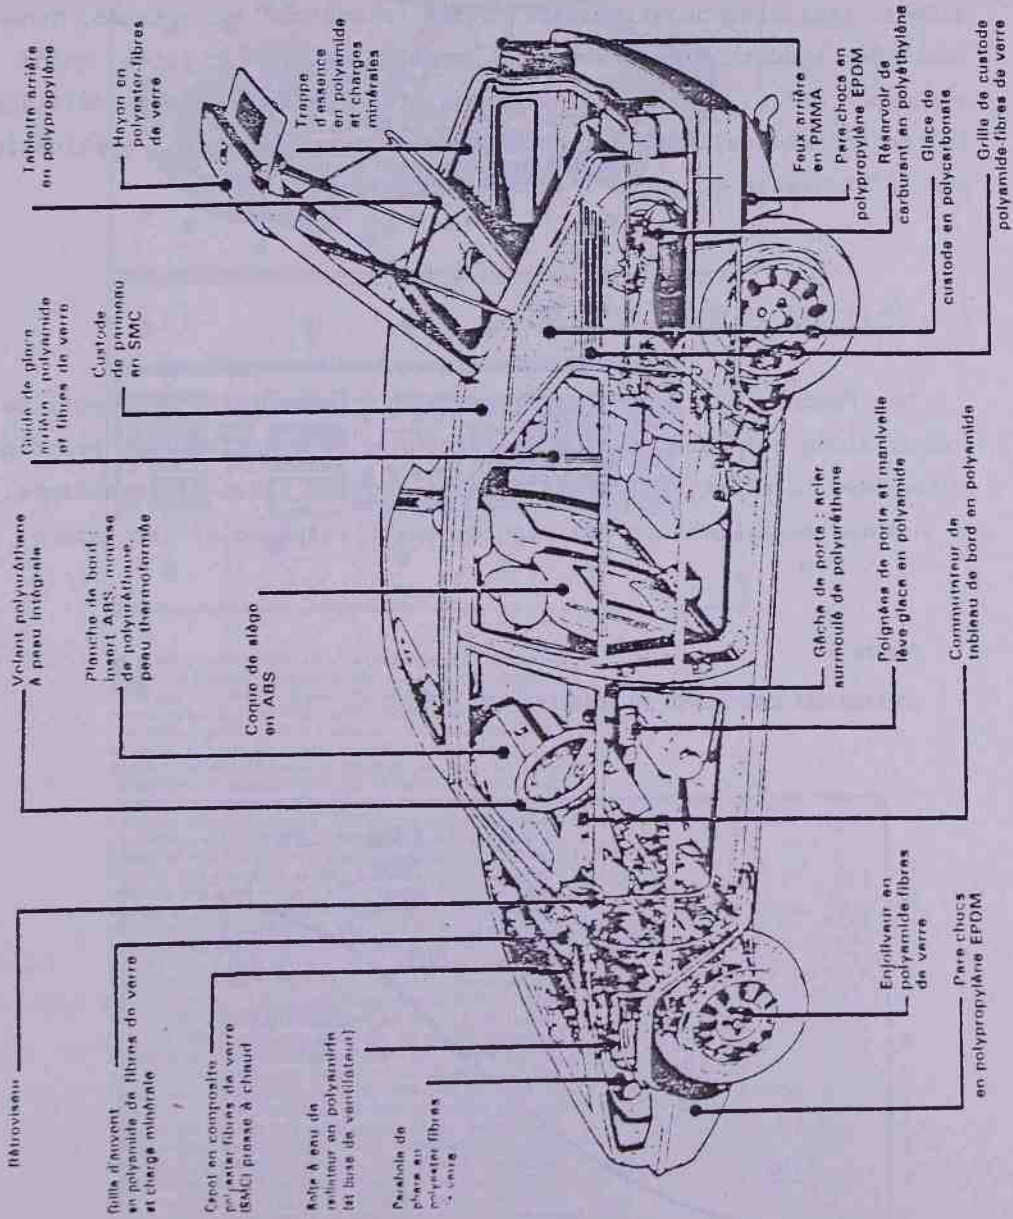 Rétroviseur
Grille d'auvent
en polyamide de fibres de verre
et charge minérale
Capot en composite
polyester fibres de verre
(SMC) presse à chaud
Boîte à eau de
radiateur en polyamide
(et buse de ventilateur)
Parabole de
phare en
polyester fibres
verre
Volant polyuréthane
à peau intégrale
Planche de bord
insert ABS, mousse
de polyuréthane,
peau thermoformée
Coque de siège
en ABS
Guide de glace
arrière : polyamide
et fibres de verre
Custode
de panneau
en SMC
Tablette arrière
en polypropylène
Hayon en
polyester-fibres
de verre
Trappe
d'essence
en polyamide
et charges
minérales
Feux arrière
en PMMA
Pare-chocs en
polypropylène EPDM
Réservoir de
carburant en polyéthylène
Glace de
custode en polycarbonate
Grille de custode
polyamide-fibres de verre
Gâche de porte : acier
surmoulé de polyuréthane
Poignées de porte et manivelle
lève-glace en polyamide
Commutateur de
tableau de bord en polyamide
Enjoliveur en
polyamide-fibres
de verre
Pare chocs
en polypropylène EPDM